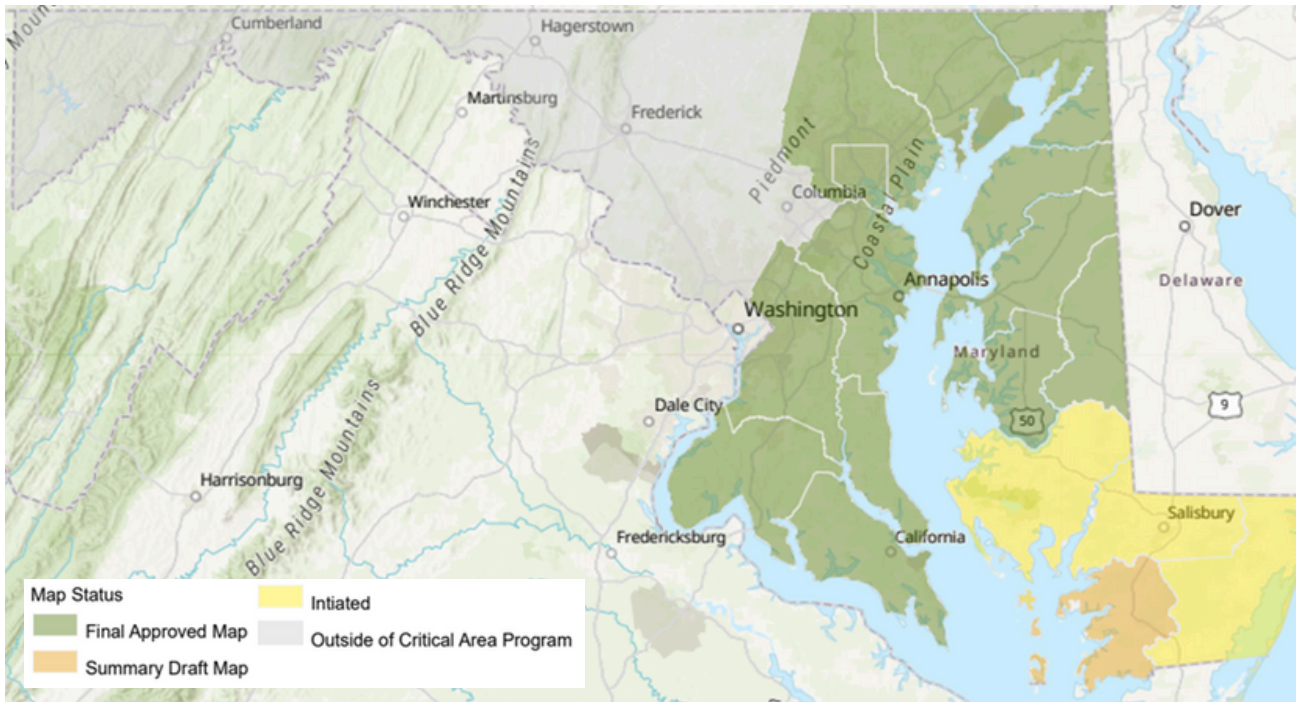 Cumberland
Hagerstown
Martinsburg
Frederick
Piedmont
Columbia
Coastal Plain
Winchester
Dover
Blue Ridge Mountains
Annapolis
Delaware
Washington
Maryland
Dale City
9
50
Blue Ridge Mountains
Harrisonburg
Salisbury
Fredericksburg
California
Map Status
Intiated
Final Approved Map
Outside of Critical Area Program
Summary Draft Map